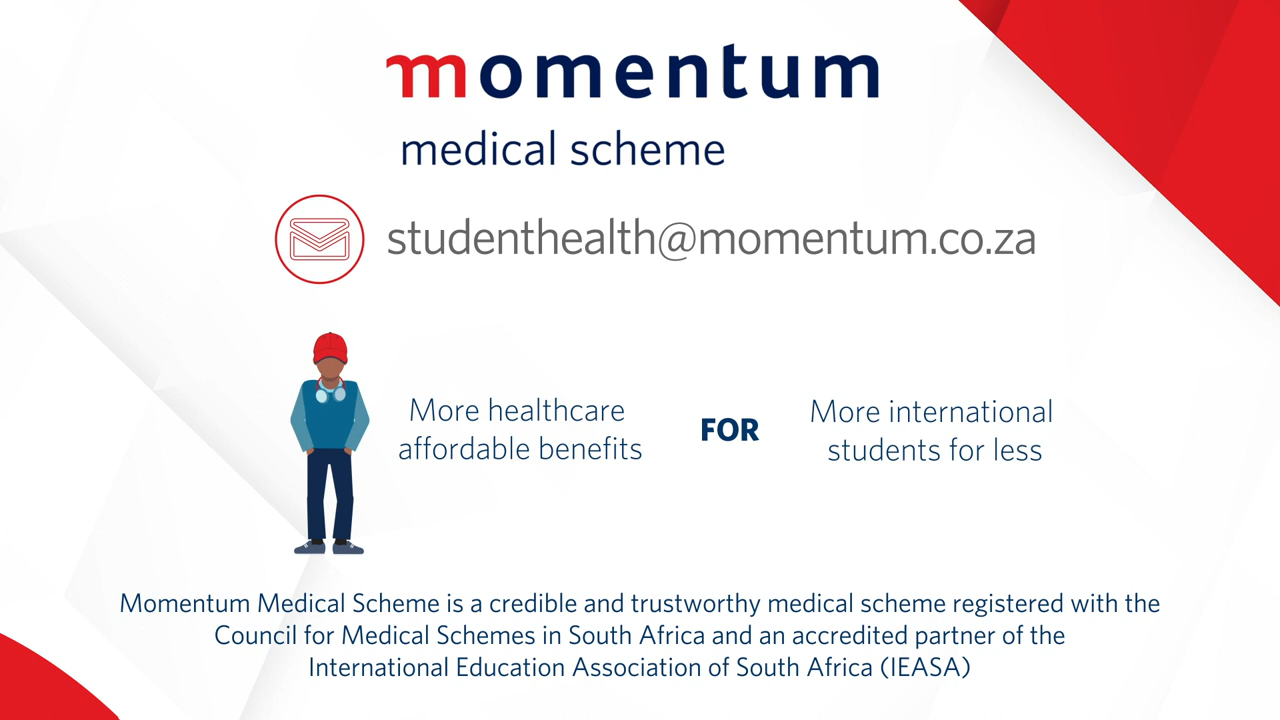 momentum
medical scheme
studenthealth@momentum.co.za
More healthcare
affordable benefits
FOR
More international
students for less
Momentum Medical Scheme is a credible and trustworthy medical scheme registered with the
Council for Medical Schemes in South Africa and an accredited partner of the
International Education Association of South Africa (IEASA)